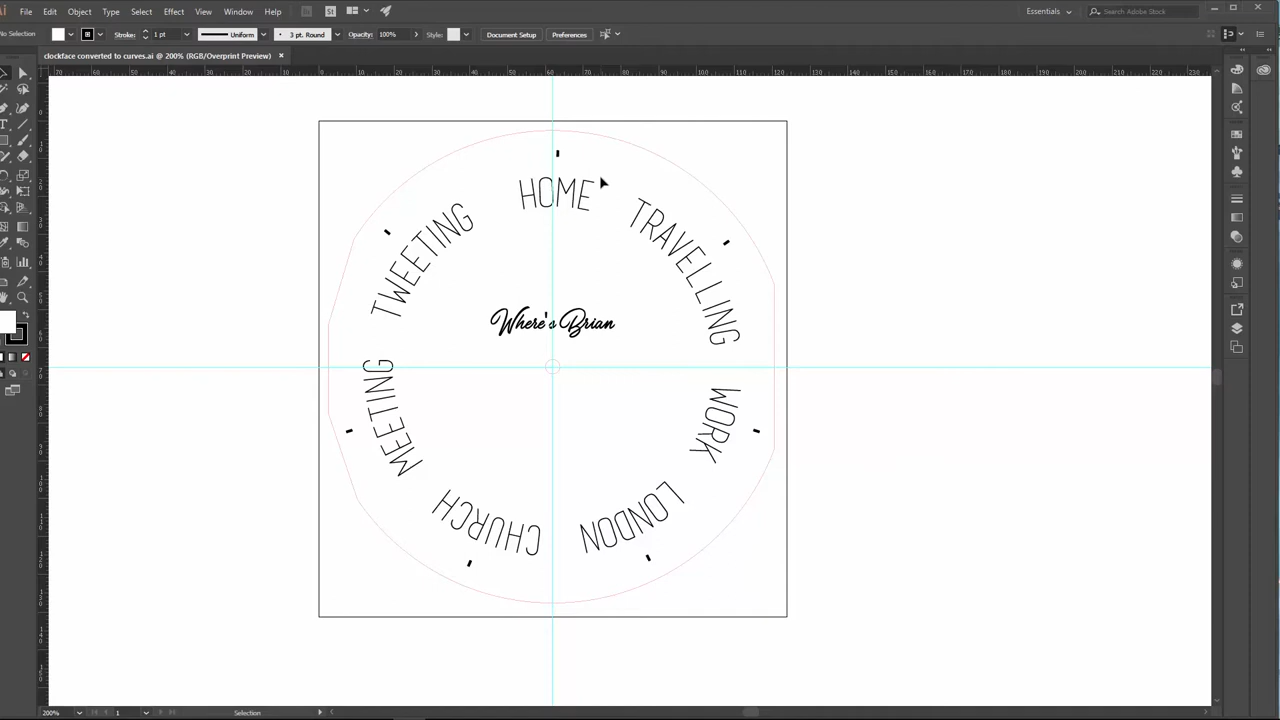 File Edit Object Type Select Effect View Window Help
Essentials
Search Adobe Stock
No Selection
Stroke: 1 pt Uniform 3 pt. Round Opacity: 100% Style: Document Setup Preferences
clockface converted to curves.ai @ 200% (RGB/Overprint Preview)
HOME
TRAVELLING
WORK
LONDON
CHURCH
MEETING
TWEETING
Where's Brian
200% 1 Selection